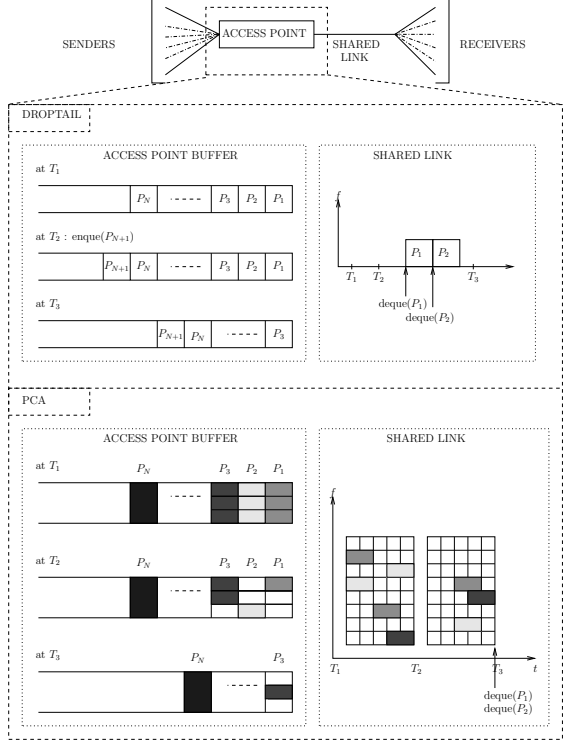 SENDERS
ACCESS POINT
SHARED
LINK
RECEIVERS
DROPTAIL
ACCESS POINT BUFFER
at T1
PN P3 P2 P1
at T2 : enque(PN+1)
PN+1 PN P3 P2 P1
at T3
PN+1 PN P3
SHARED LINK
f
P1 P2
T1 T2 T3
deque(P1)
deque(P2)
PCA
ACCESS POINT BUFFER
at T1
PN P3 P2 P1
at T2
PN P3 P2 P1
at T3
PN P3
SHARED LINK
f
T1 T2 T3 t
deque(P1)
deque(P2)